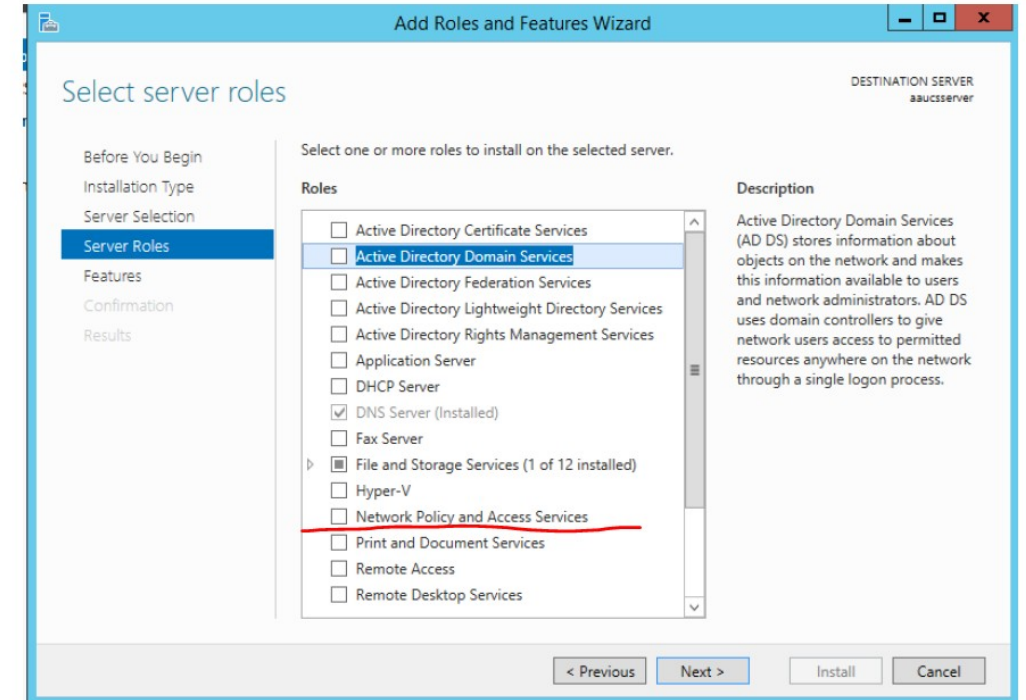 Add Roles and Features Wizard
Select server roles
DESTINATION SERVER
aaucsserver
Before You Begin
Installation Type
Server Selection
Server Roles
Features
Confirmation
Results
Select one or more roles to install on the selected server.
Roles
Active Directory Certificate Services
Active Directory Domain Services
Active Directory Federation Services
Active Directory Lightweight Directory Services
Active Directory Rights Management Services
Application Server
DHCP Server
DNS Server (Installed)
Fax Server
File and Storage Services (1 of 12 installed)
Hyper-V
Network Policy and Access Services
Print and Document Services
Remote Access
Remote Desktop Services
Description
Active Directory Domain Services
(AD DS) stores information about
objects on the network and makes
this information available to users
and network administrators. AD DS
uses domain controllers to give
network users access to permitted
resources anywhere on the network
through a single logon process.
< Previous
Next >
Install
Cancel